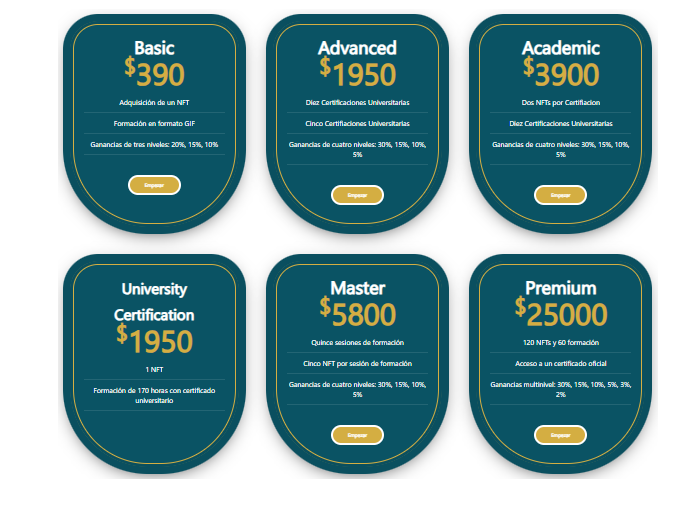 Basic
$390
Adquisición de un NFT
Formación en formato GIF
Ganancias de tres niveles: 20%, 15%, 10%
Empezar
Advanced
$1950
Diez Certificaciones Universitarias
Cinco Certifiaciones Universitarias
Ganancias de cuatro niveles: 30%, 15%, 10%,
5%
Empezar
Academic
$3900
Dos NFTs por Certifiacion
Diez Certificaciones Universitarias
Ganancias de cuatro niveles: 30%, 15%, 10%,
5%
Empezar
University
Certification
$1950
1 NFT
Formación de 170 horas con certificado
universitario
Master
$5800
Quince sesiones de formación
Cinco NFT por sesión de formación
Ganancias de cuatro niveles: 30%, 15%, 10%,
5%
Empezar
Premium
$25000
120 NFTs y 60 formación
Acceso a un certificado oficial
Ganancias multinivel: 30%, 15%, 10%, 5%, 3%,
2%
Empezar